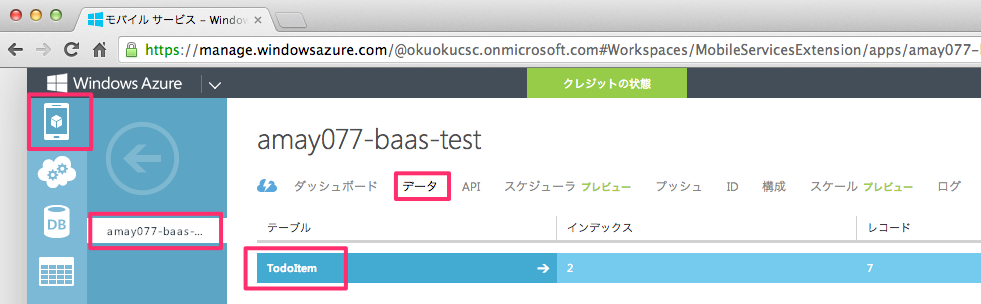 モバイル サービス – Window
https://manage.windowsazure.com/@okuokucsc.onmicrosoft.com#Workspaces/MobileServicesExtension/apps/amay077-
Windows Azure
クレジットの状態
amay077-baas-test
ダッシュボード データ API スケジューラ プレビュー プッシュ ID 構成 スケール プレビュー ログ
DB
amay077-baas-...
テーブル インデックス レコード
TodoItem 2 7